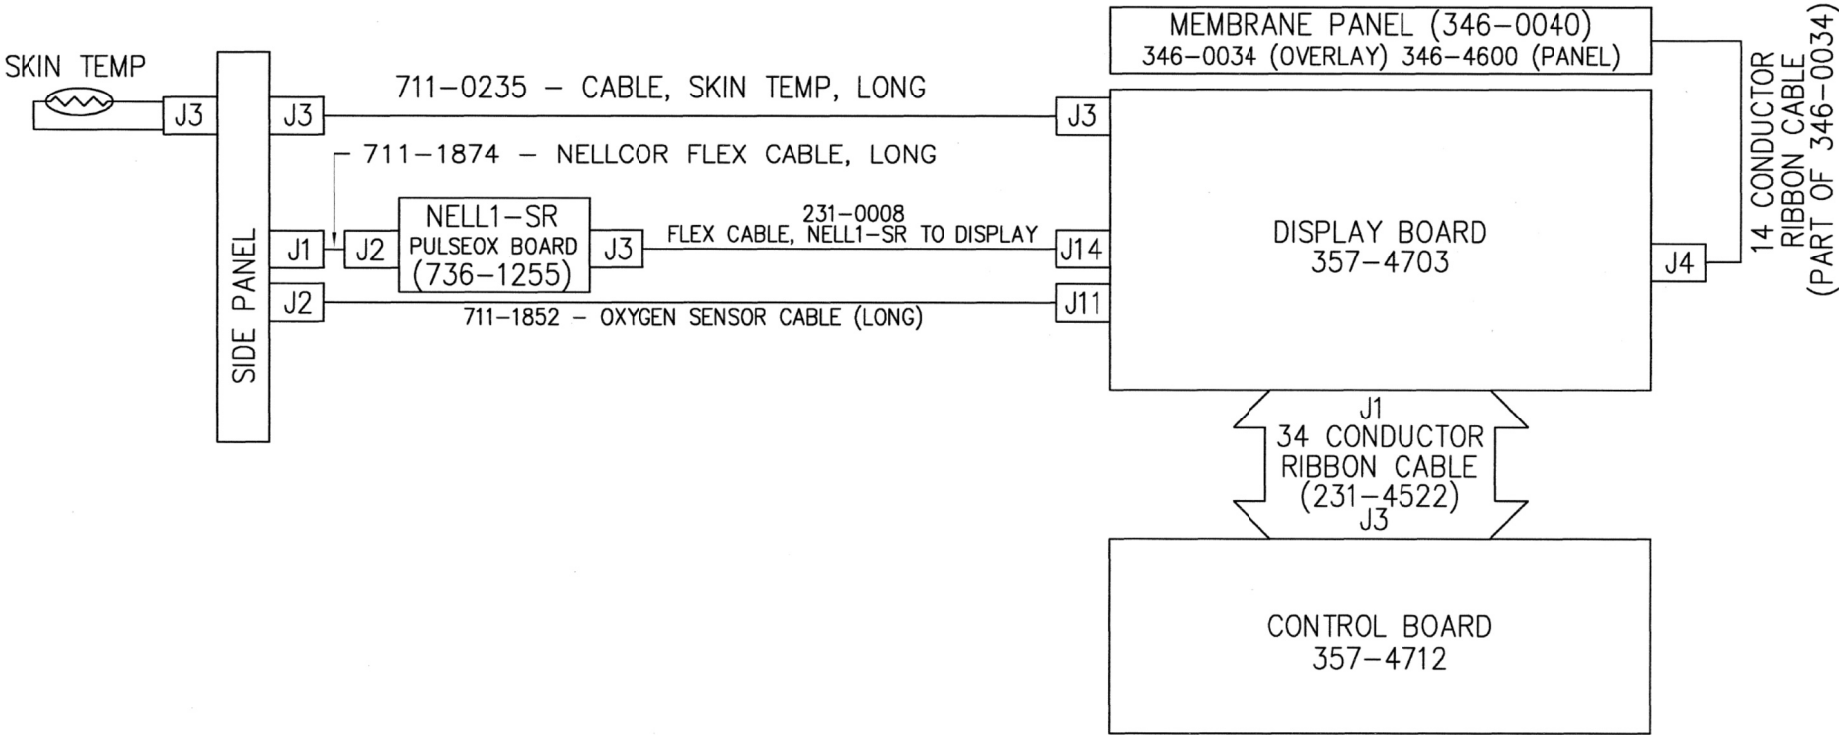 MEMBRANE PANEL (346-0040)
346-0034 (OVERLAY) 346-4600 (PANEL)
SKIN TEMP
J3
J3
711-0235 - CABLE, SKIN TEMP, LONG
J3
14 CONDUCTOR
RIBBON CABLE
(PART OF 346-0034)
711-1874 - NELLCOR FLEX CABLE, LONG
SIDE PANEL
J1
J2
NELL1-SR
PULSEOX BOARD
(736-1255)
J3
231-0008
FLEX CABLE, NELL1-SR TO DISPLAY
J14
DISPLAY BOARD
357-4703
J4
J2
711-1852 - OXYGEN SENSOR CABLE (LONG)
J11
J1
34 CONDUCTOR
RIBBON CABLE
(231-4522)
J3
CONTROL BOARD
357-4712